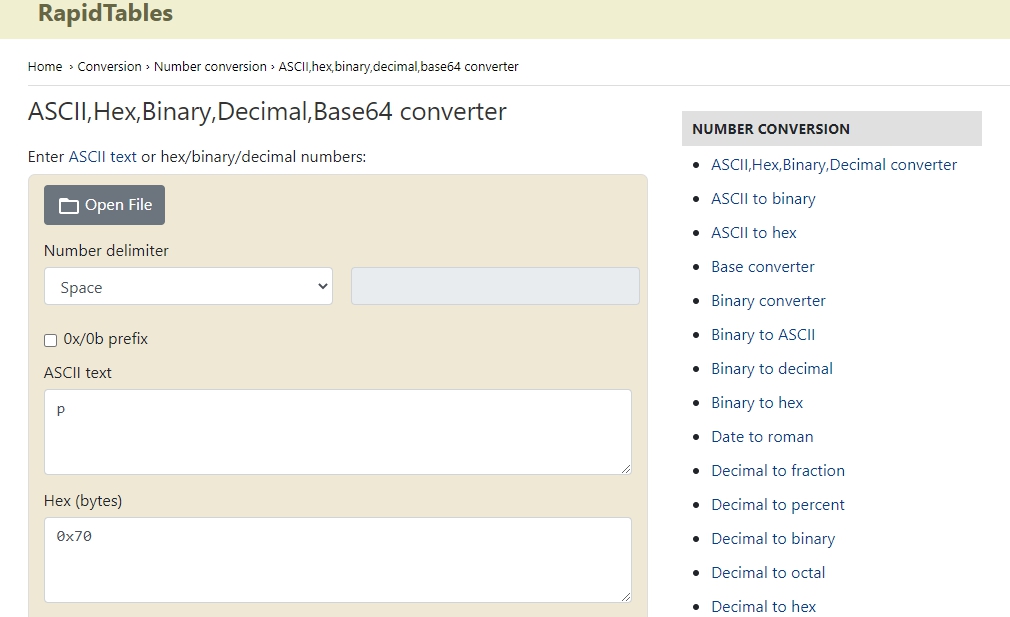 RapidTables
Home › Conversion › Number conversion › ASCII,hex,binary,decimal,base64 converter
ASCII,Hex,Binary,Decimal,Base64 converter
Enter ASCII text or hex/binary/decimal numbers:
Open File
Number delimiter
Space
0x/0b prefix
ASCII text
p
Hex (bytes)
0x70
NUMBER CONVERSION
ASCII,Hex,Binary,Decimal converter
ASCII to binary
ASCII to hex
Base converter
Binary converter
Binary to ASCII
Binary to decimal
Binary to hex
Date to roman
Decimal to fraction
Decimal to percent
Decimal to binary
Decimal to octal
Decimal to hex